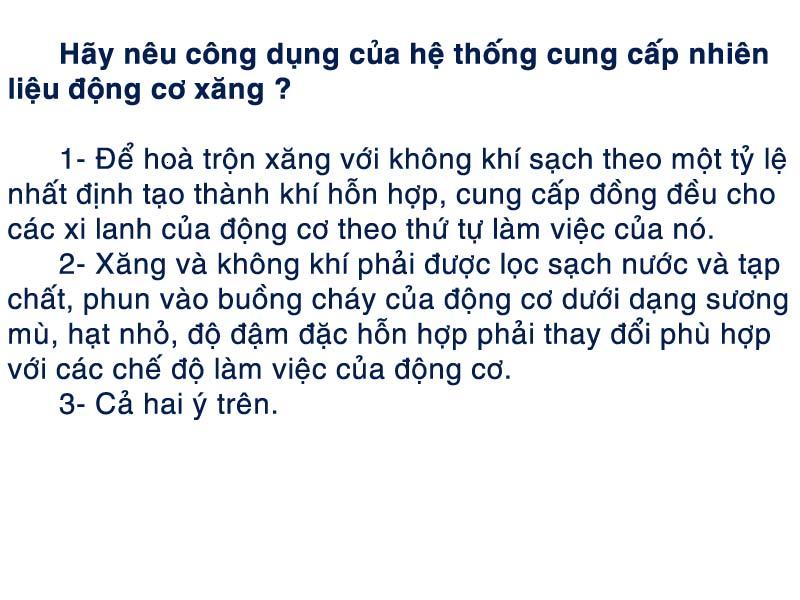 Hãy nêu công dụng của hệ thống cung cấp nhiên
liệu động cơ xăng ?
1- Để hoà trộn xăng với không khí sạch theo một tỷ lệ
nhất định tạo thành khí hỗn hợp, cung cấp đồng đều cho
các xi lanh của động cơ theo thứ tự làm việc của nó.
2- Xăng và không khí phải được lọc sạch nước và tạp
chất, phun vào buồng cháy của động cơ dưới dạng sương
mù, hạt nhỏ, độ đậm đặc hỗn hợp phải thay đổi phù hợp
với các chế độ làm việc của động cơ.
3- Cả hai ý trên.